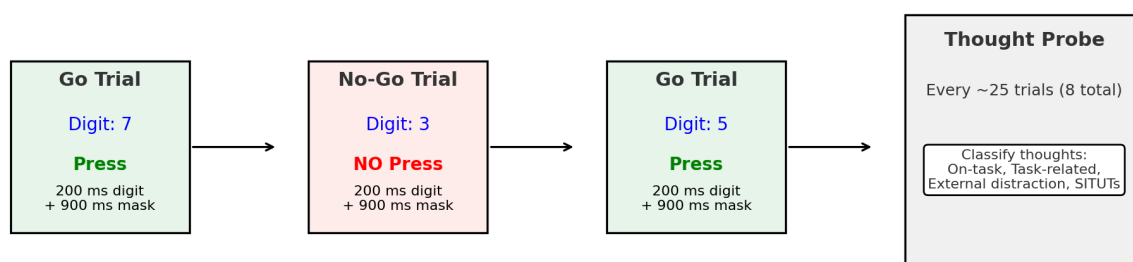 Go Trial
Digit: 7
Press
200 ms digit
+ 900 ms mask
No-Go Trial
Digit: 3
NO Press
200 ms digit
+ 900 ms mask
Go Trial
Digit: 5
Press
200 ms digit
+ 900 ms mask
Thought Probe
Every ~25 trials (8 total)
Classify thoughts:
On-task, Task-related,
External distraction, SITUTs